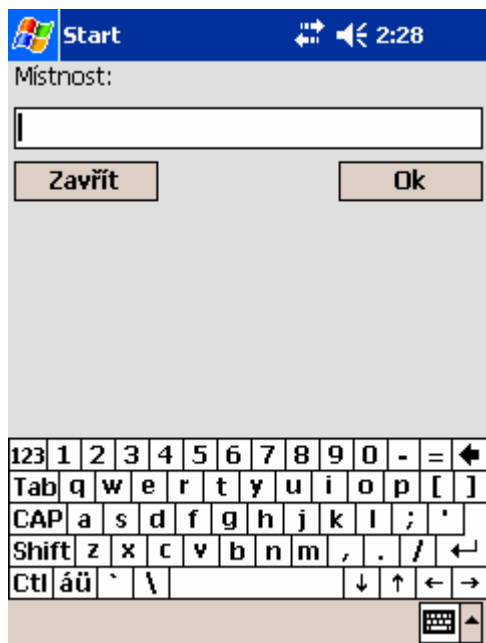 Start 2:28
Místnost:
Zavřít Ok
123 1 2 3 4 5 6 7 8 9 0 - =
Tab q w e r t y u i o p [ ]
CAP a s d f g h j k l ; '
Shift z x c v b n m , . /
Ctl áü ` \ ↓ ↑ ← →